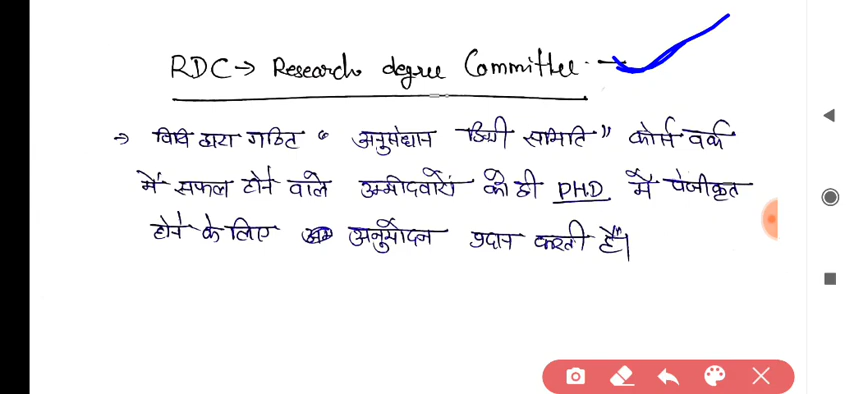 RDC → Research degree Committee. →
→ विवि द्वारा गठित “ अनुसंधान डिग्री समिति” कोर्स वर्क
में सफल होने वाले उम्मीदवारों को ही PHD में पंजीकृत
होने के लिए अनुमोदन प्रदान करती हैं।